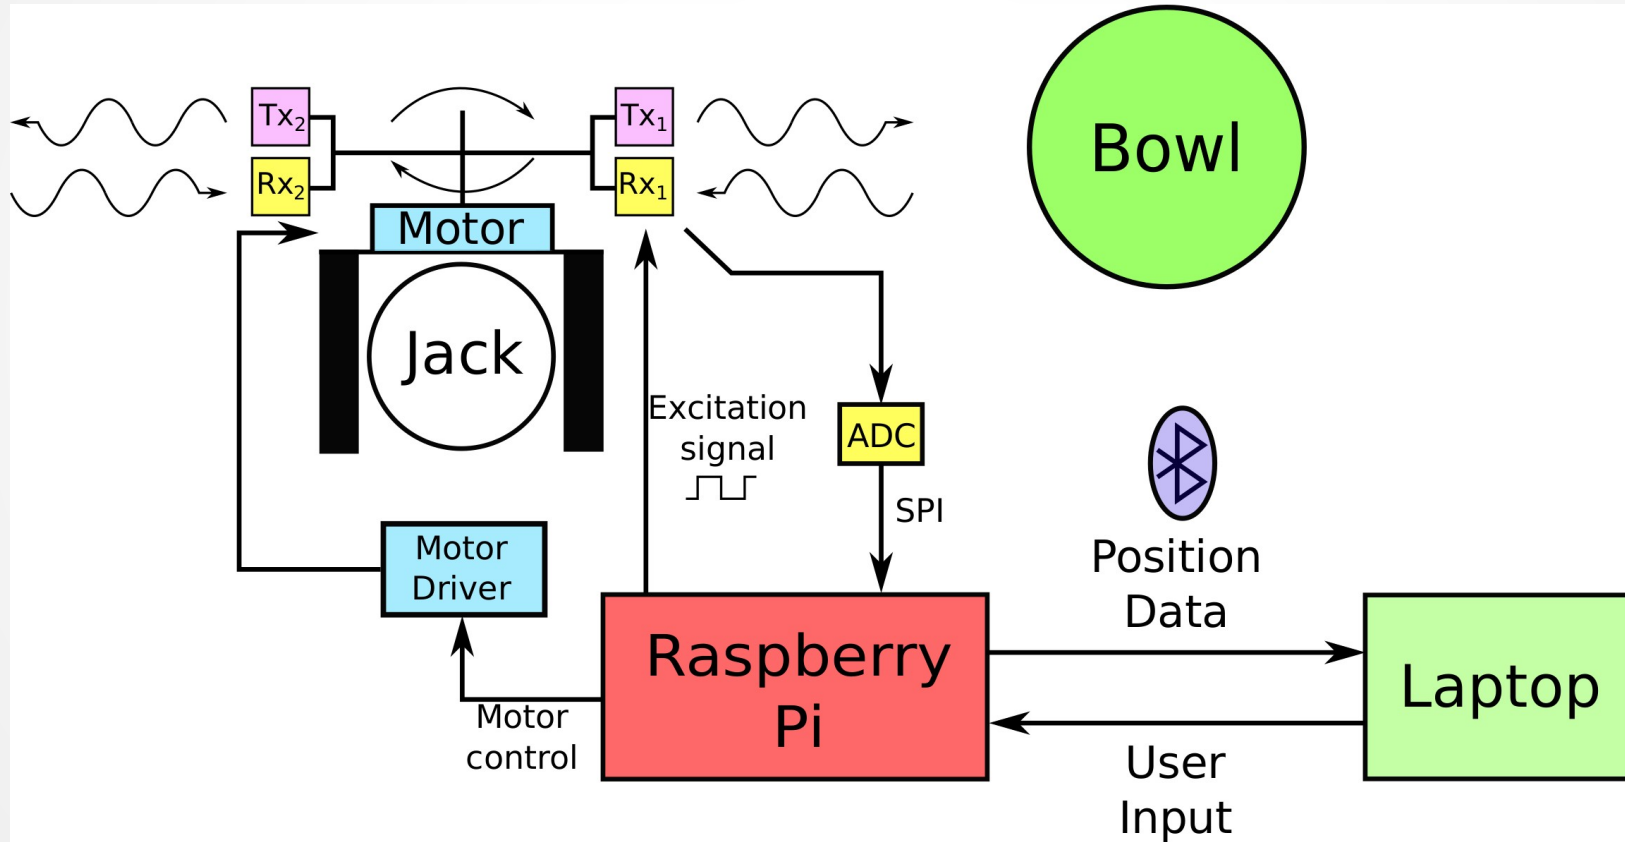 Tx2
Tx1
Bowl
Rx2
Rx1
Motor
Jack
Excitation
signal
ADC
SPI
Motor
Driver
Position
Data
Raspberry
Pi
Laptop
Motor
control
User
Input